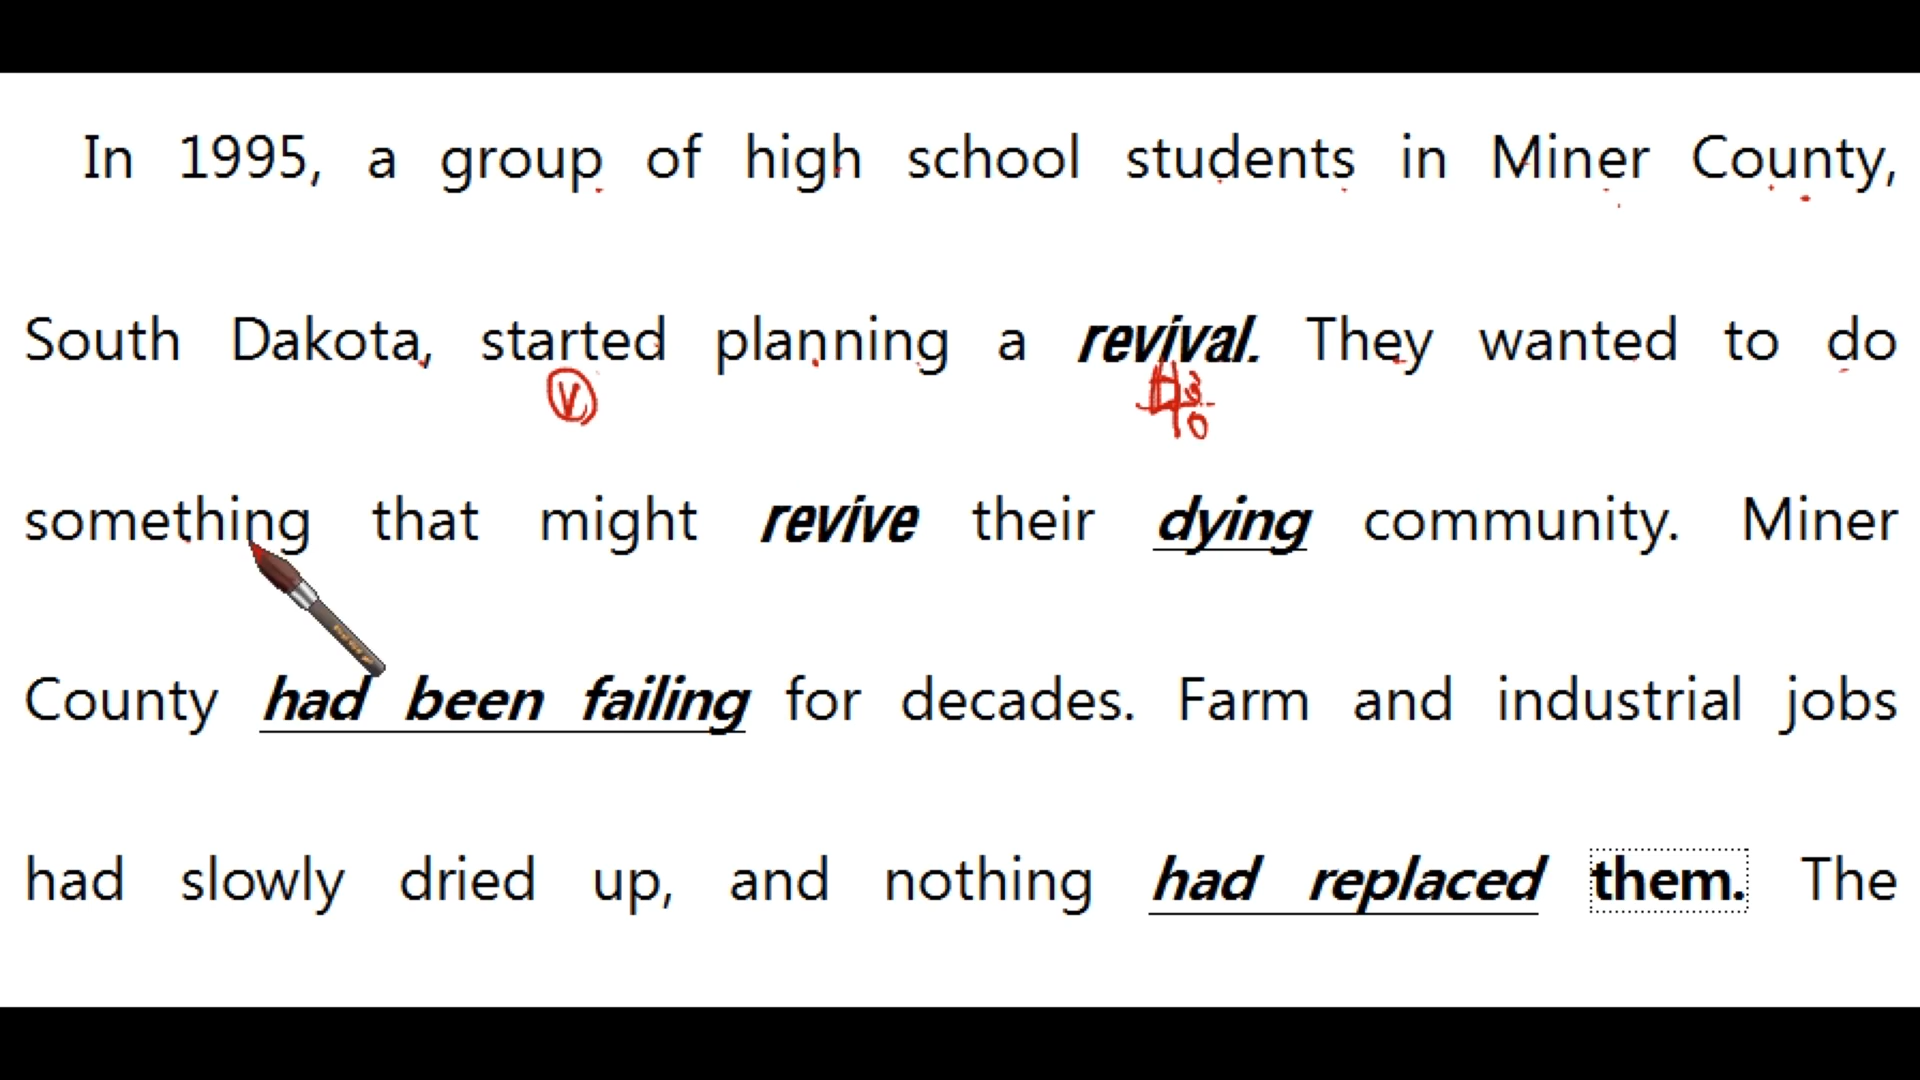 In 1995, a group of high school students in Miner County,
South Dakota, started planning a revival. They wanted to do
V
something that might revive their dying community. Miner
County had been failing for decades. Farm and industrial jobs
had slowly dried up, and nothing had replaced them. The